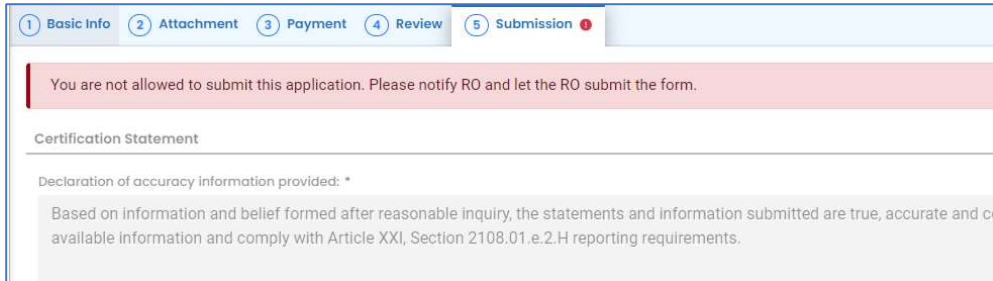 1 Basic Info 2 Attachment 3 Payment 4 Review 5 Submission !
You are not allowed to submit this application. Please notify RO and let the RO submit the form.
Certification Statement
Declaration of accuracy information provided: *
Based on information and belief formed after reasonable inquiry, the statements and information submitted are true, accurate and
available information and comply with Article XXI, Section 2108.01.e.2.H reporting requirements.